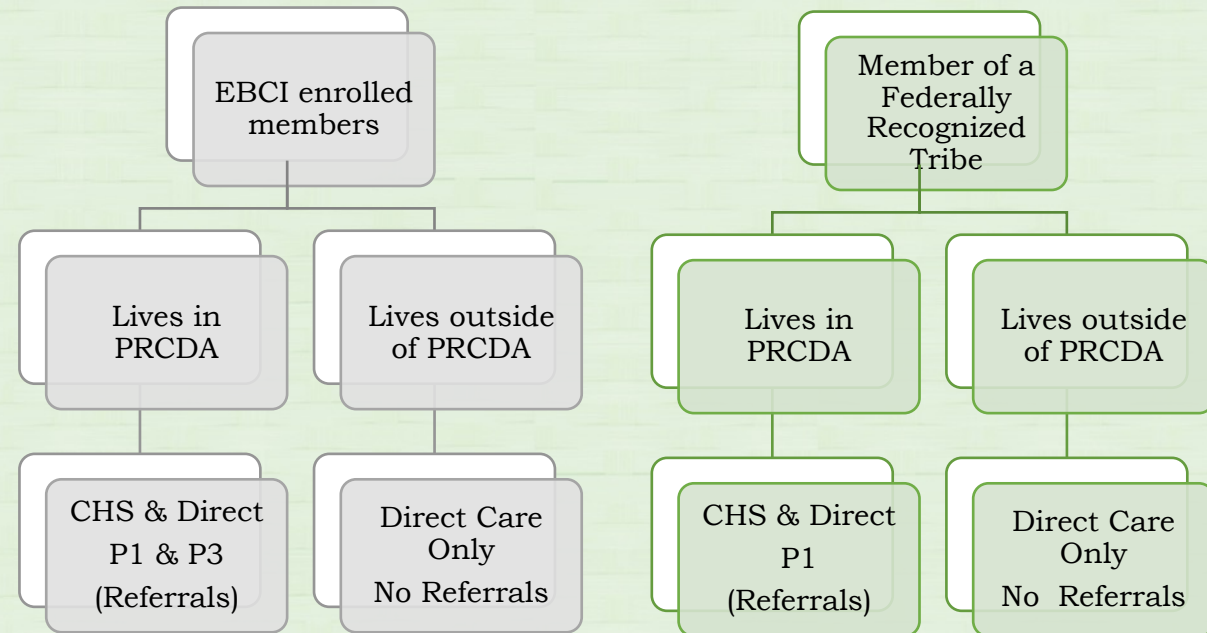 EBCI enrolled
members
Member of a
Federally
Recognized
Tribe
Lives in
PRCDA
Lives outside
of PRCDA
Lives in
PRCDA
Lives outside
of PRCDA
CHS & Direct
P1 & P3
(Referrals)
Direct Care
Only
No Referrals
CHS & Direct
P1
(Referrals)
Direct Care
Only
No Referrals